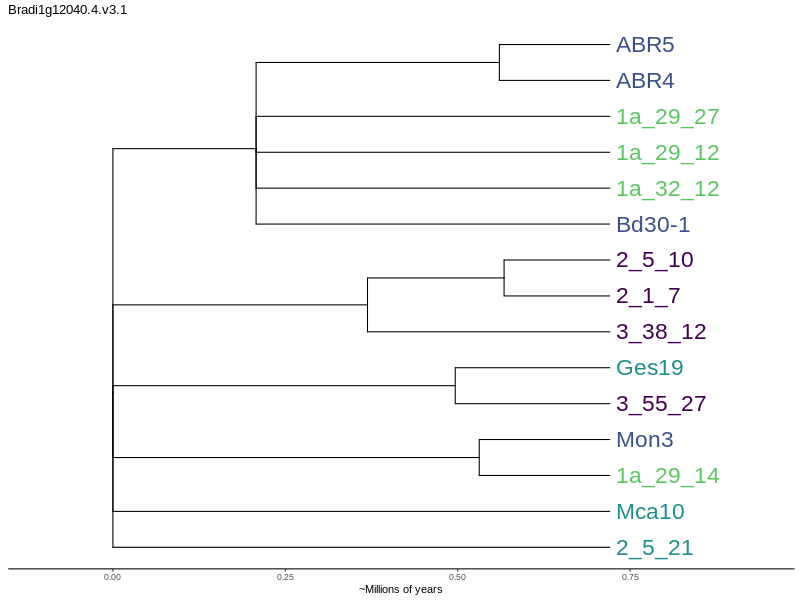 Bradi1g12040.4.v3.1
ABR5
ABR4
1a_29_27
1a_29_12
1a_32_12
Bd30-1
2_5_10
2_1_7
3_38_12
Ges19
3_55_27
Mon3
1a_29_14
Mca10
2_5_21
0.00 0.25 0.50 0.75
~Millions of years